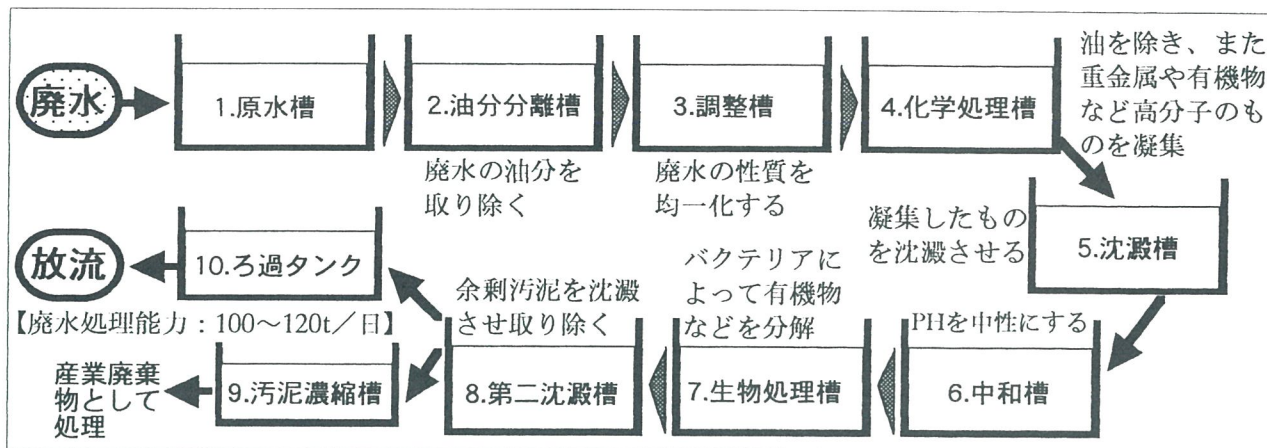 廃水
1.原水槽
2.油分分離槽
廃水の油分を
取り除く
3.調整槽
廃水の性質を
均一化する
4.化学処理槽
油を除き、また
重金属や有機物
など高分子のも
のを凝集
5.沈澱槽
凝集したもの
を沈澱させる
6.中和槽
PHを中性にする
7.生物処理槽
バクテリアに
よって有機物
などを分解
8.第二沈澱槽
余剰汚泥を沈澱
させ取り除く
9.汚泥濃縮槽
産業廃棄
物として
処理
10.ろ過タンク
放流
【廃水処理能力：100〜120t／日】